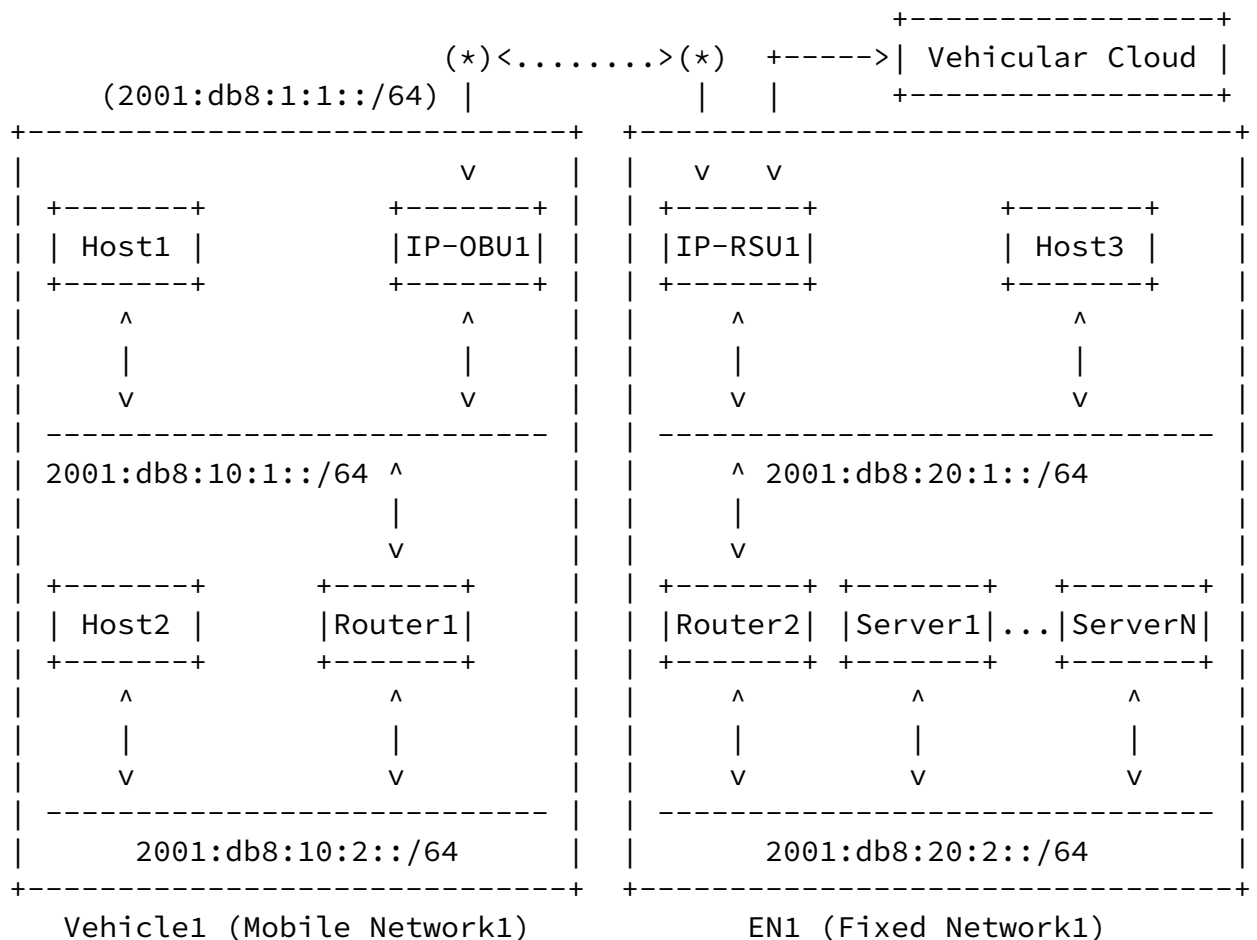 (*)<........>(*) +----->| Vehicular Cloud |
(2001:db8:1:1::/64)
Host1 IP-OBU1 IP-RSU1 Host3
2001:db8:10:1::/64 2001:db8:20:1::/64
Host2 Router1 Router2 Server1 ... ServerN
2001:db8:10:2::/64 2001:db8:20:2::/64
Vehicle1 (Mobile Network1) EN1 (Fixed Network1)